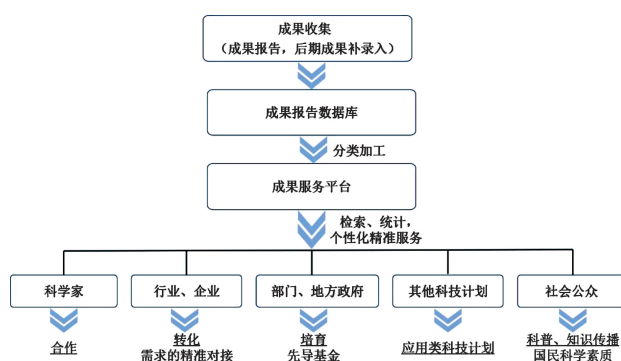 成果收集
（成果报告，后期成果补录入）
成果报告数据库
分类加工
成果服务平台
检索、统计，
个性化精准服务
科学家
行业、企业
部门、地方政府
其他科技计划
社会公众
合作
转化
需求的精准对接
培育
先导基金
应用类科技计划
科普、知识传播
国民科学素质